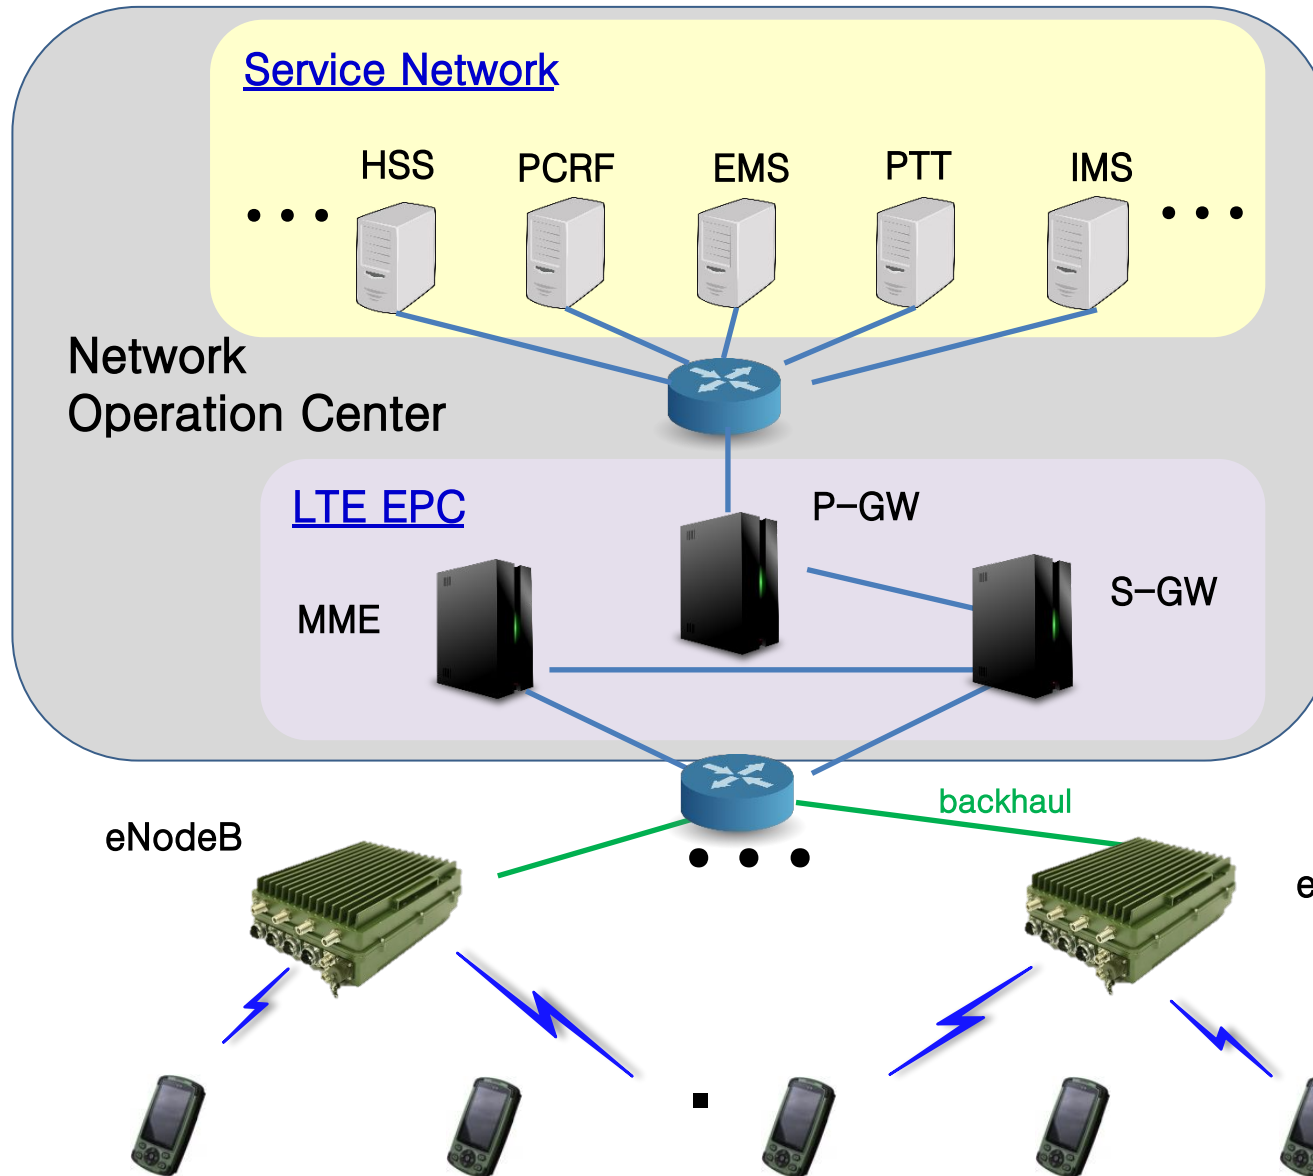 Service Network
HSS
PCRF
EMS
PTT
IMS
Network
Operation Center
LTE EPC
P-GW
MME
S-GW
backhaul
eNodeB
e